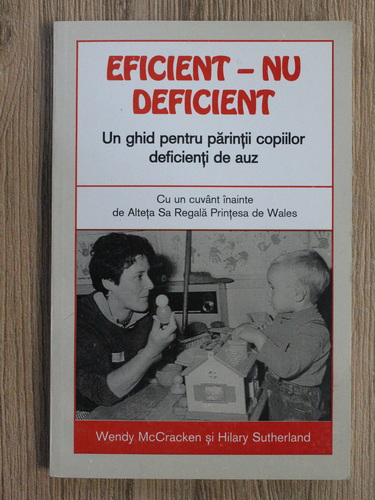 EFICIENT – NU
DEFICIENT
Un ghid pentru părinții copiilor
deficienți de auz
Cu un cuvânt înainte
de Alteța Sa Regală Prințesa de Wales
Wendy McCracken și Hilary Sutherland